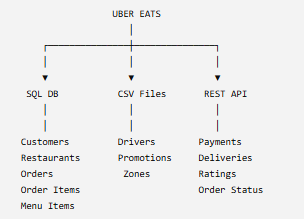 UBER EATS
SQL DB CSV Files REST API
Customers Drivers Payments
Restaurants Promotions Deliveries
Orders Zones Ratings
Order Items Order Status
Menu Items